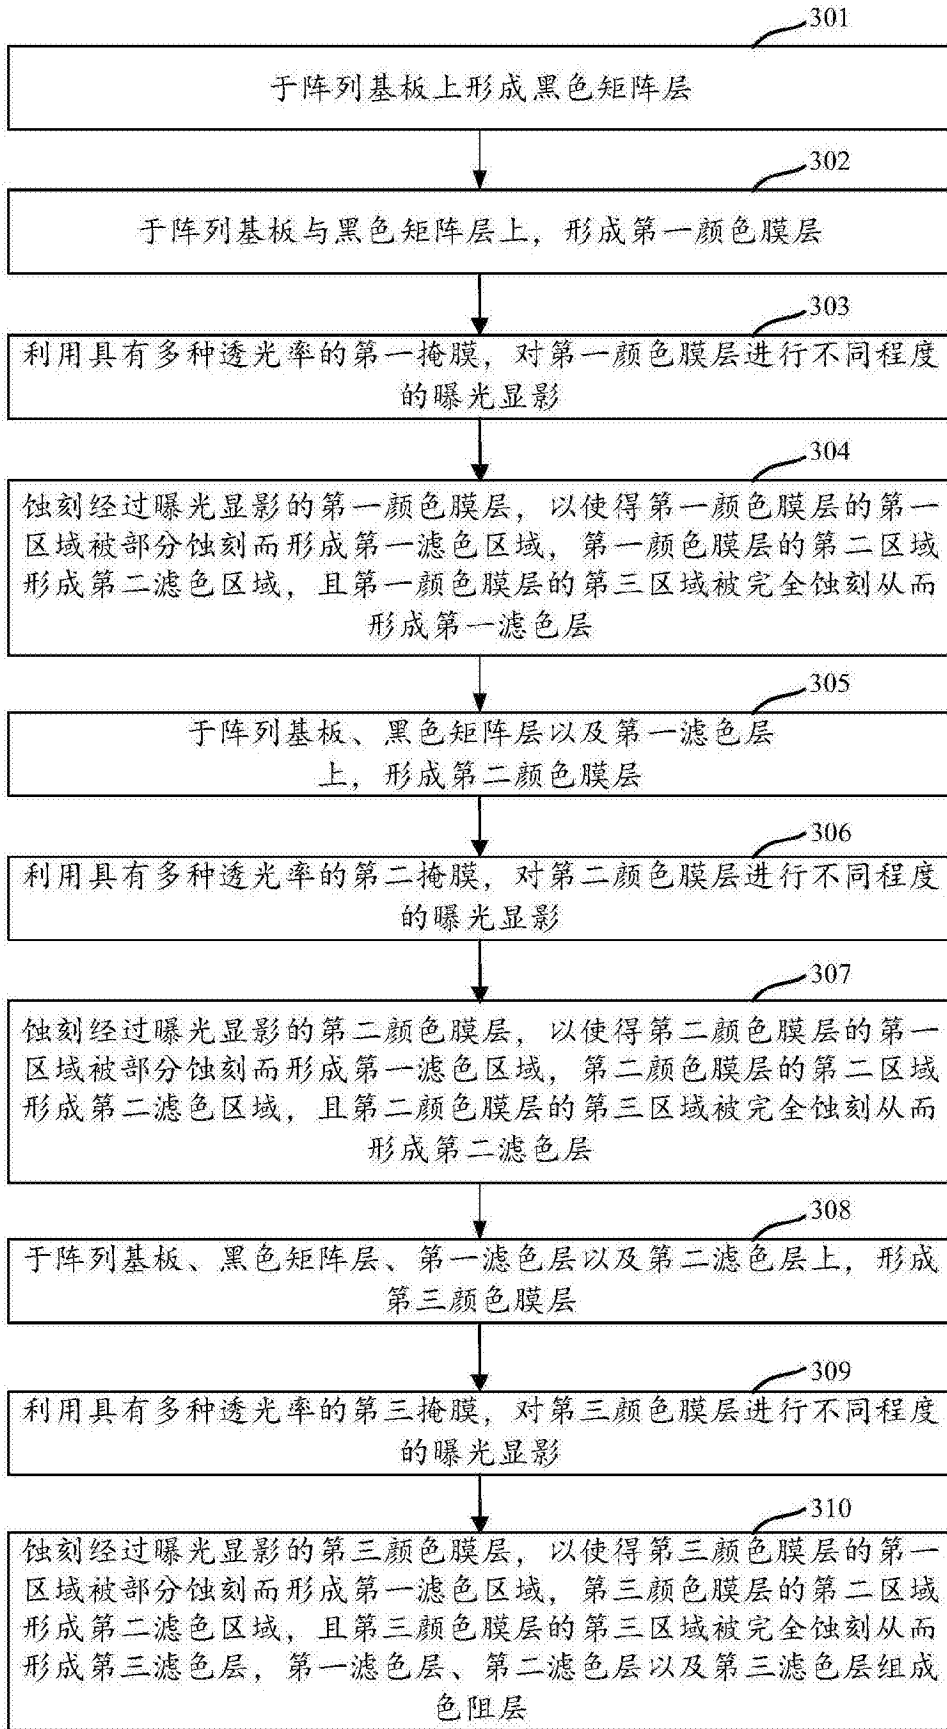 301
于阵列基板上形成黑色矩阵层
302
于阵列基板与黑色矩阵层上，形成第一颜色膜层
303
利用具有多种透光率的第一掩膜，对第一颜色膜层进行不同程度
的曝光显影
304
蚀刻经过曝光显影的第一颜色膜层，以使得第一颜色膜层的第一
区域被部分蚀刻而形成第一滤色区域，第一颜色膜层的第二区域
形成第二滤色区域，且第一颜色膜层的第三区域被完全蚀刻从而
形成第一滤色层
305
于阵列基板、黑色矩阵层以及第一滤色层
上，形成第二颜色膜层
306
利用具有多种透光率的第二掩膜，对第二颜色膜层进行不同程度
的曝光显影
307
蚀刻经过曝光显影的第二颜色膜层，以使得第二颜色膜层的第一
区域被部分蚀刻而形成第一滤色区域，第二颜色膜层的第二区域
形成第二滤色区域，且第二颜色膜层的第三区域被完全蚀刻从而
形成第二滤色层
308
于阵列基板、黑色矩阵层、第一滤色层以及第二滤色层上，形成
第三颜色膜层
309
利用具有多种透光率的第三掩膜，对第三颜色膜层进行不同程度
的曝光显影
310
蚀刻经过曝光显影的第三颜色膜层，以使得第三颜色膜层的第一
区域被部分蚀刻而形成第一滤色区域，第三颜色膜层的第二区域
形成第二滤色区域，且第三颜色膜层的第三区域被完全蚀刻从而
形成第三滤色层，第一滤色层、第二滤色层以及第三滤色层组成
色阻层